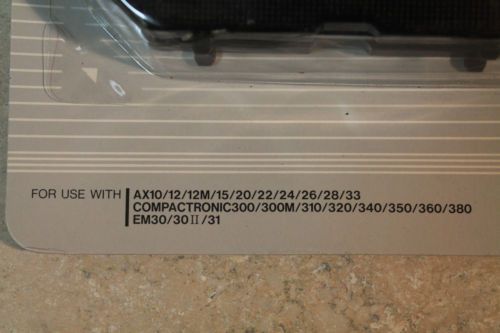 FOR USE WITH AX10/12/12M/15/20/22/24/26/28/33
COMPACTRONIC300/300M/310/320/340/350/360/380
EM30/30II/31